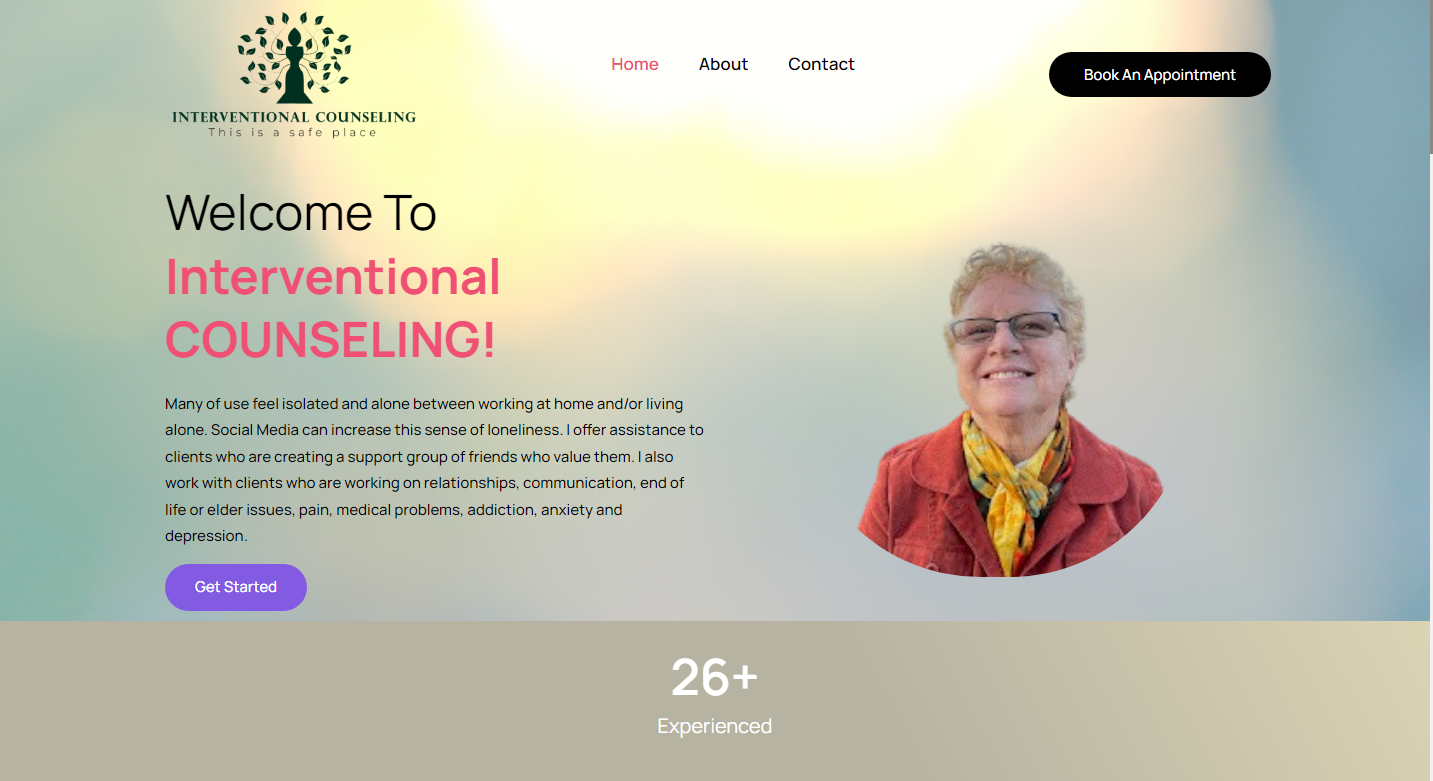 INTERVENTIONAL COUNSELING
This is a safe place
Home
About
Contact
Book An Appointment
Welcome To
Interventional
COUNSELING!
Many of use feel isolated and alone between working at home and/or living
alone. Social Media can increase this sense of loneliness. I offer assistance to
clients who are creating a support group of friends who value them. I also
work with clients who are working on relationships, communication, end of
life or elder issues, pain, medical problems, addiction, anxiety and
depression.
Get Started
26+
Experienced